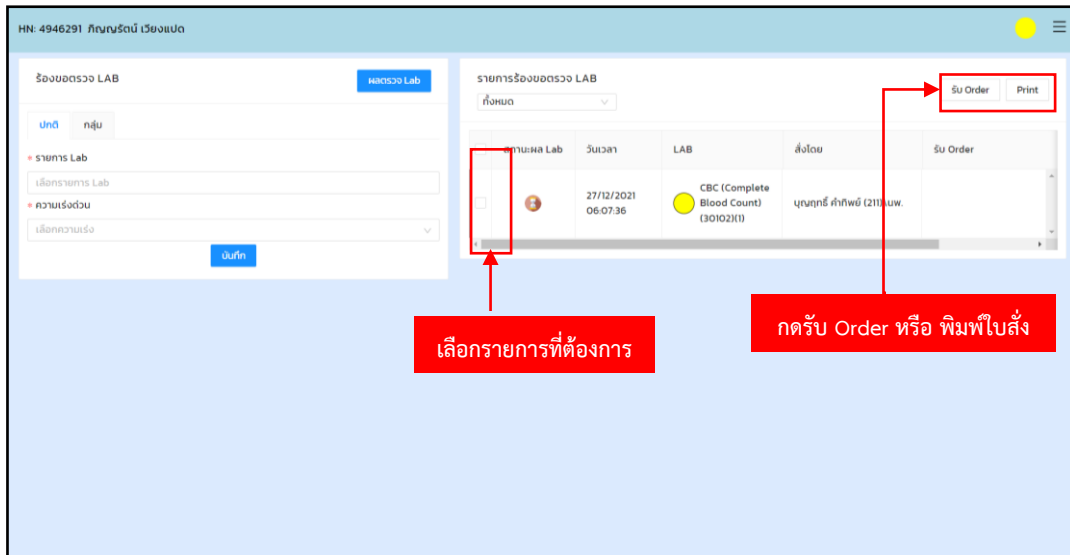 HN: 4946291 ภิญญรัตน์ เวียงแปด
ร้องขอตรวจ LAB
ผลตรวจ Lab
ปกติ กลุ่ม
* รายการ Lab
เลือกรายการ Lab
* ความเร่งด่วน
เลือกความเร่ง
บันทึก
รายการร้องขอตรวจ LAB
ทั้งหมด
รับ Order Print
สถานะผล Lab วันเวลา LAB สั่งโดย รับ Order
27/12/2021
06:07:36
CBC (Complete
Blood Count)
(30102)(1)
บุญฤทธิ์ คำทิพย์ (211)นพ.
เลือกรายการที่ต้องการ
กดรับ Order หรือ พิมพ์ใบสั่ง